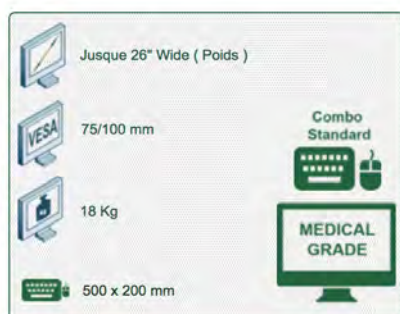 Jusque 26" Wide ( Poids )
VESA
75/100 mm
18 Kg
500 x 200 mm
Combo
Standard
MEDICAL
GRADE